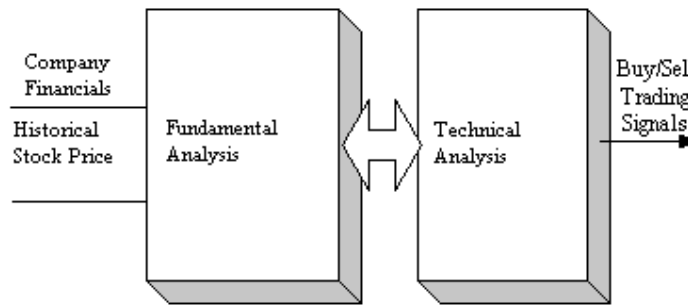 Company
Financials
Historical
Stock Price
Fundamental
Analysis
Technical
Analysis
Buy/Sel
Trading
Signals